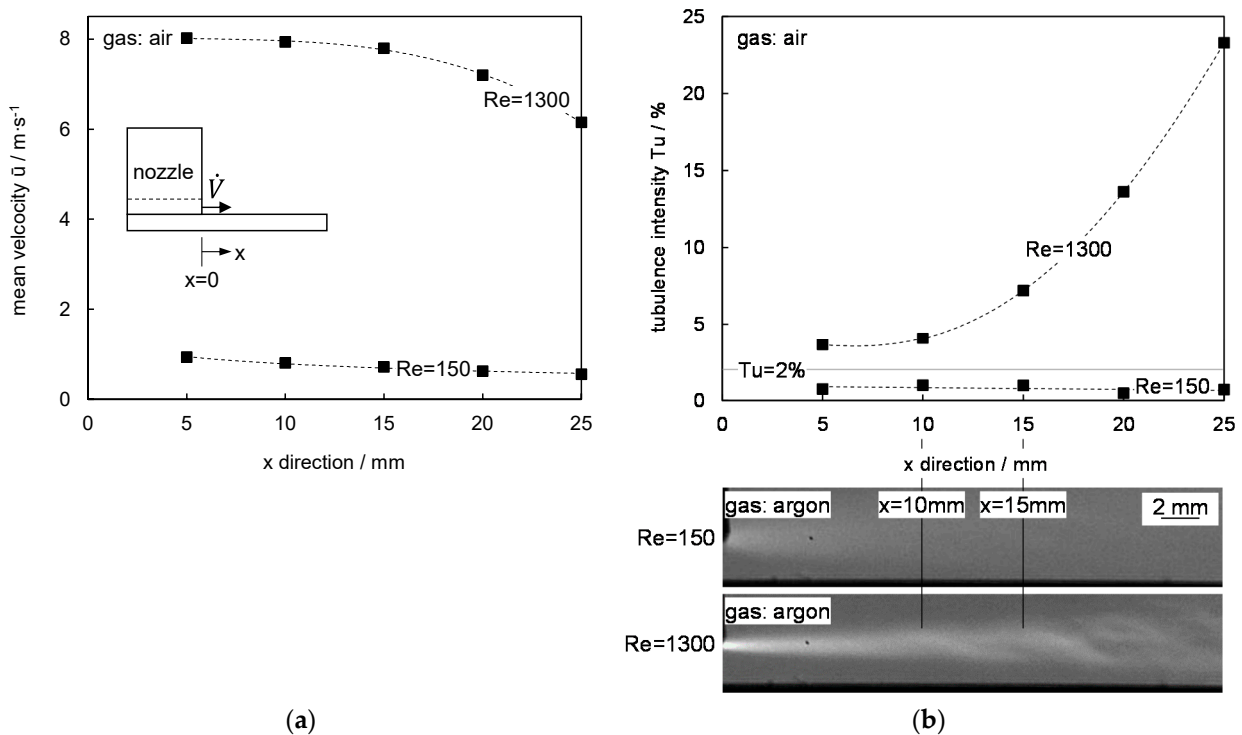 gas: air
8
6
4
2
0
mean velcocity ū / m·s⁻¹
Re=1300
nozzle
V̇
x
x=0
Re=150
0 5 10 15 20 25
x direction / mm
(a)
gas: air
25
20
15
10
5
0
tubulence intensity Tu / %
Re=1300
Tu=2%
Re=150
0 5 10 15 20 25
x direction / mm
gas: argon x=10mm x=15mm 2 mm
Re=150
gas: argon
Re=1300
(b)